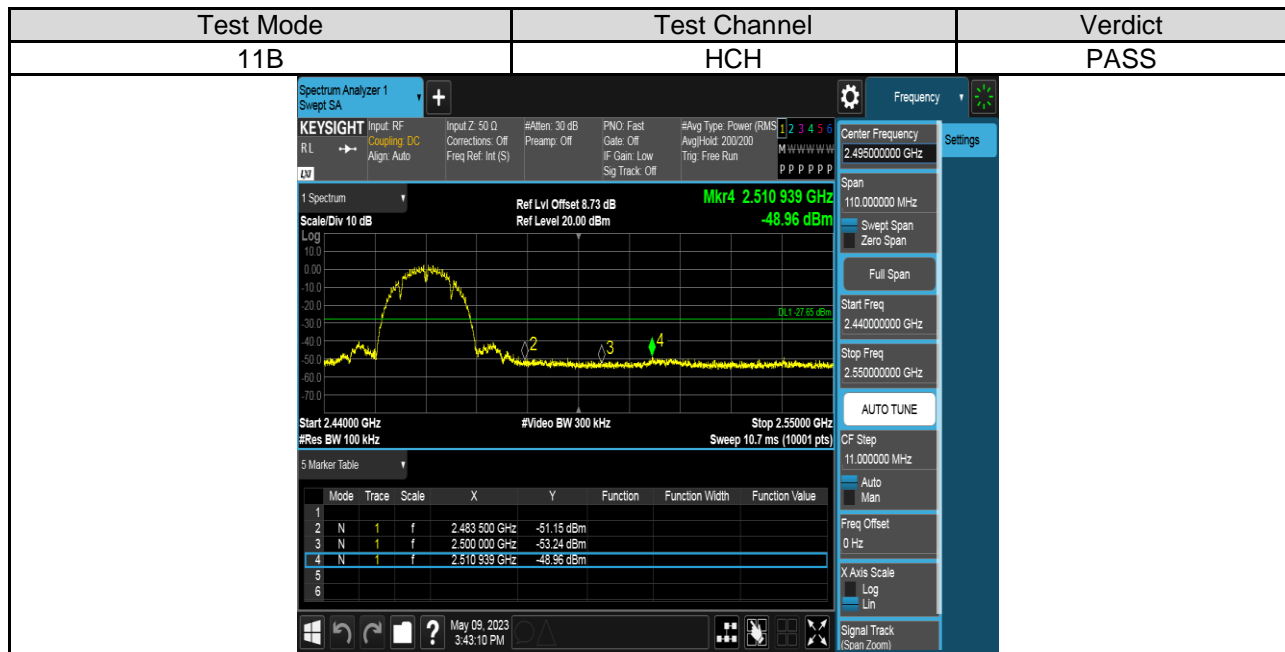 Test Mode Test Channel Verdict
11B HCH PASS
Spectrum Analyzer 1
Swept SA
+
Frequency
KEYSIGHT
RL
LXI
Input: RF
Coupling: DC
Align: Auto
Input Z: 50 Ω
Corrections: Off
Freq Ref: Int (S)
#Atten: 30 dB
Preamp: Off
PNO: Fast
Gate: Off
IF Gain: Low
Sig Track: Off
#Avg Type: Power (RMS
Avg|Hold: 200/200
Trig: Free Run
1 2 3 4 5 6
M W W W W W
P P P P P P
Center Frequency
2.495000000 GHz
Settings
Span
110.000000 MHz
Swept Span
Zero Span
Full Span
Start Freq
2.440000000 GHz
Stop Freq
2.550000000 GHz
AUTO TUNE
CF Step
11.000000 MHz
Auto
Man
Freq Offset
0 Hz
X Axis Scale
Log
Lin
Signal Track
(Span Zoom)
1 Spectrum
Scale/Div 10 dB
Ref Lvl Offset 8.73 dB
Ref Level 20.00 dBm
Mkr4 2.510 939 GHz
-48.96 dBm
Log
10.0
0.00
-10.0
-20.0
-30.0
-40.0
-50.0
-60.0
-70.0
DL1 -27.65 dBm
2
3
4
Start 2.44000 GHz
#Res BW 100 kHz
#Video BW 300 kHz
Stop 2.55000 GHz
Sweep 10.7 ms (10001 pts)
5 Marker Table
Mode Trace Scale X Y Function Function Width Function Value
1
2 N 1 f 2.483 500 GHz -51.15 dBm
3 N 1 f 2.500 000 GHz -53.24 dBm
4 N 1 f 2.510 939 GHz -48.96 dBm
5
6
?
May 09, 2023
3:43:10 PM